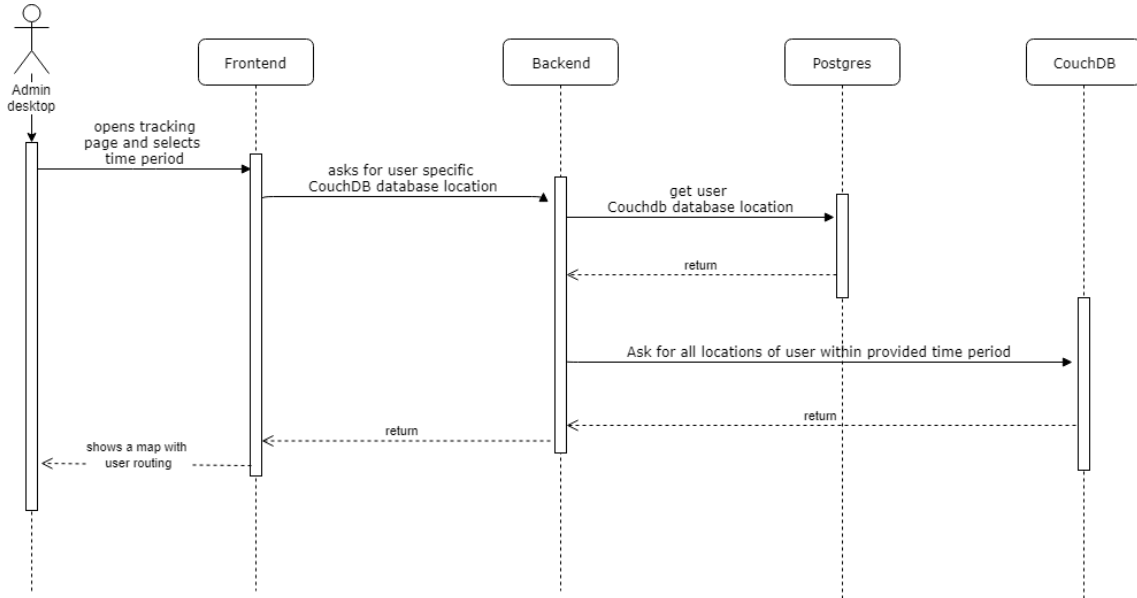 Frontend
Backend
Postgres
CouchDB
Admin
desktop
opens tracking
page and selects
time period
asks for user specific
CouchDB database location
get user
Couchdb database location
return
Ask for all locations of user within provided time period
return
return
shows a map with
user routing